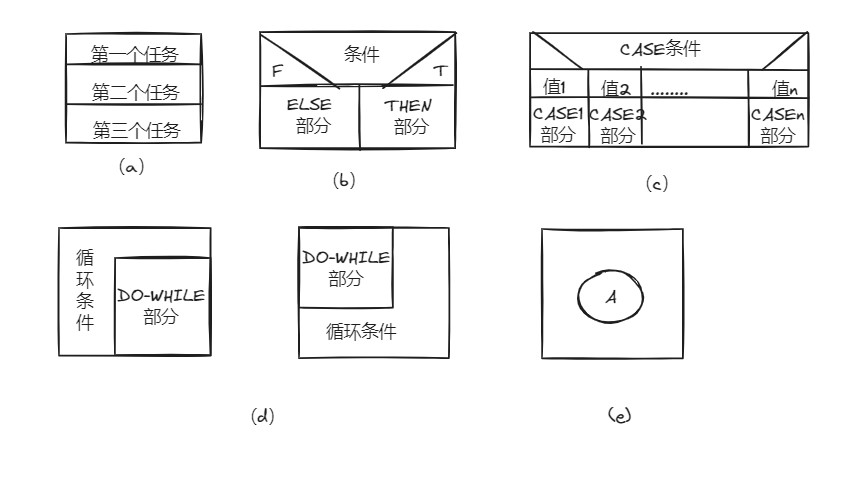 第一个任务
第二个任务
第三个任务
(a)
条件
F
T
ELSE
部分
THEN
部分
(b)
CASE条件
值1
值2
........
值n
CASE1
部分
CASE2
部分
CASEn
部分
(c)
循
环
条
件
DO-WHILE
部分
DO-WHILE
部分
循环条件
(d)
A
(e)